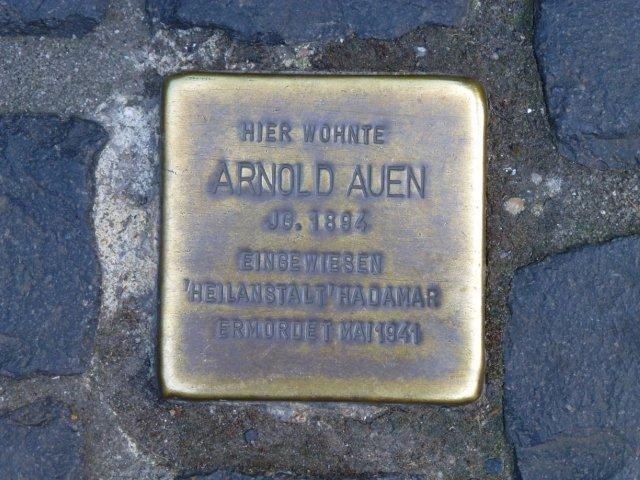 HIER WOHNTE
ARNOLD AUEN
JG. 1894
EINGEWIESEN
'HEILANSTALT' HADAMAR
ERMORDET MAI 1941